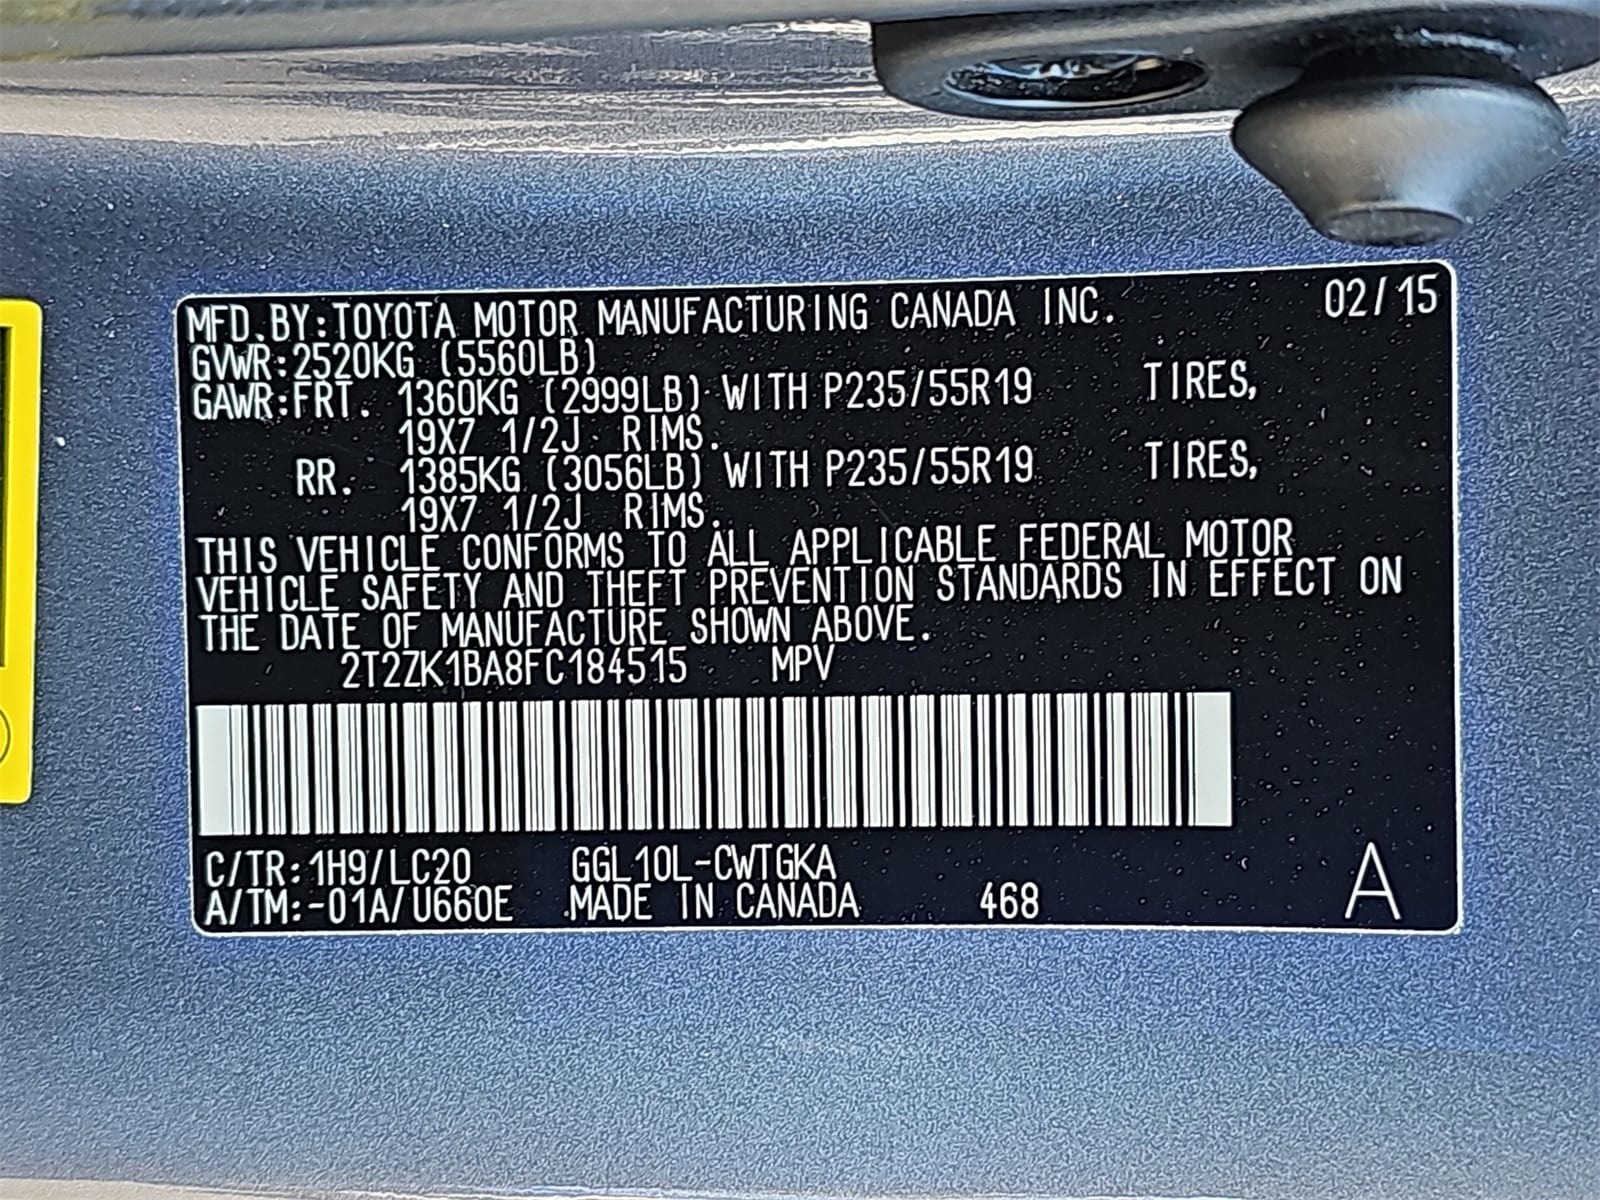 MFD.BY:TOYOTA MOTOR MANUFACTURING CANADA INC. 02/15
GVWR:2520KG (5560LB)
GAWR:FRT. 1360KG (2999LB) WITH P235/55R19 TIRES,
19X7 1/2J RIMS.
RR. 1385KG (3056LB) WITH P235/55R19 TIRES,
19X7 1/2J RIMS.
THIS VEHICLE CONFORMS TO ALL APPLICABLE FEDERAL MOTOR
VEHICLE SAFETY AND THEFT PREVENTION STANDARDS IN EFFECT ON
THE DATE OF MANUFACTURE SHOWN ABOVE.
2T2ZK1BA8FC184515 MPV
C/TR:1H9/LC20 GGL10L-CWTGKA
A/TM:-01A/U660E MADE IN CANADA 468 A